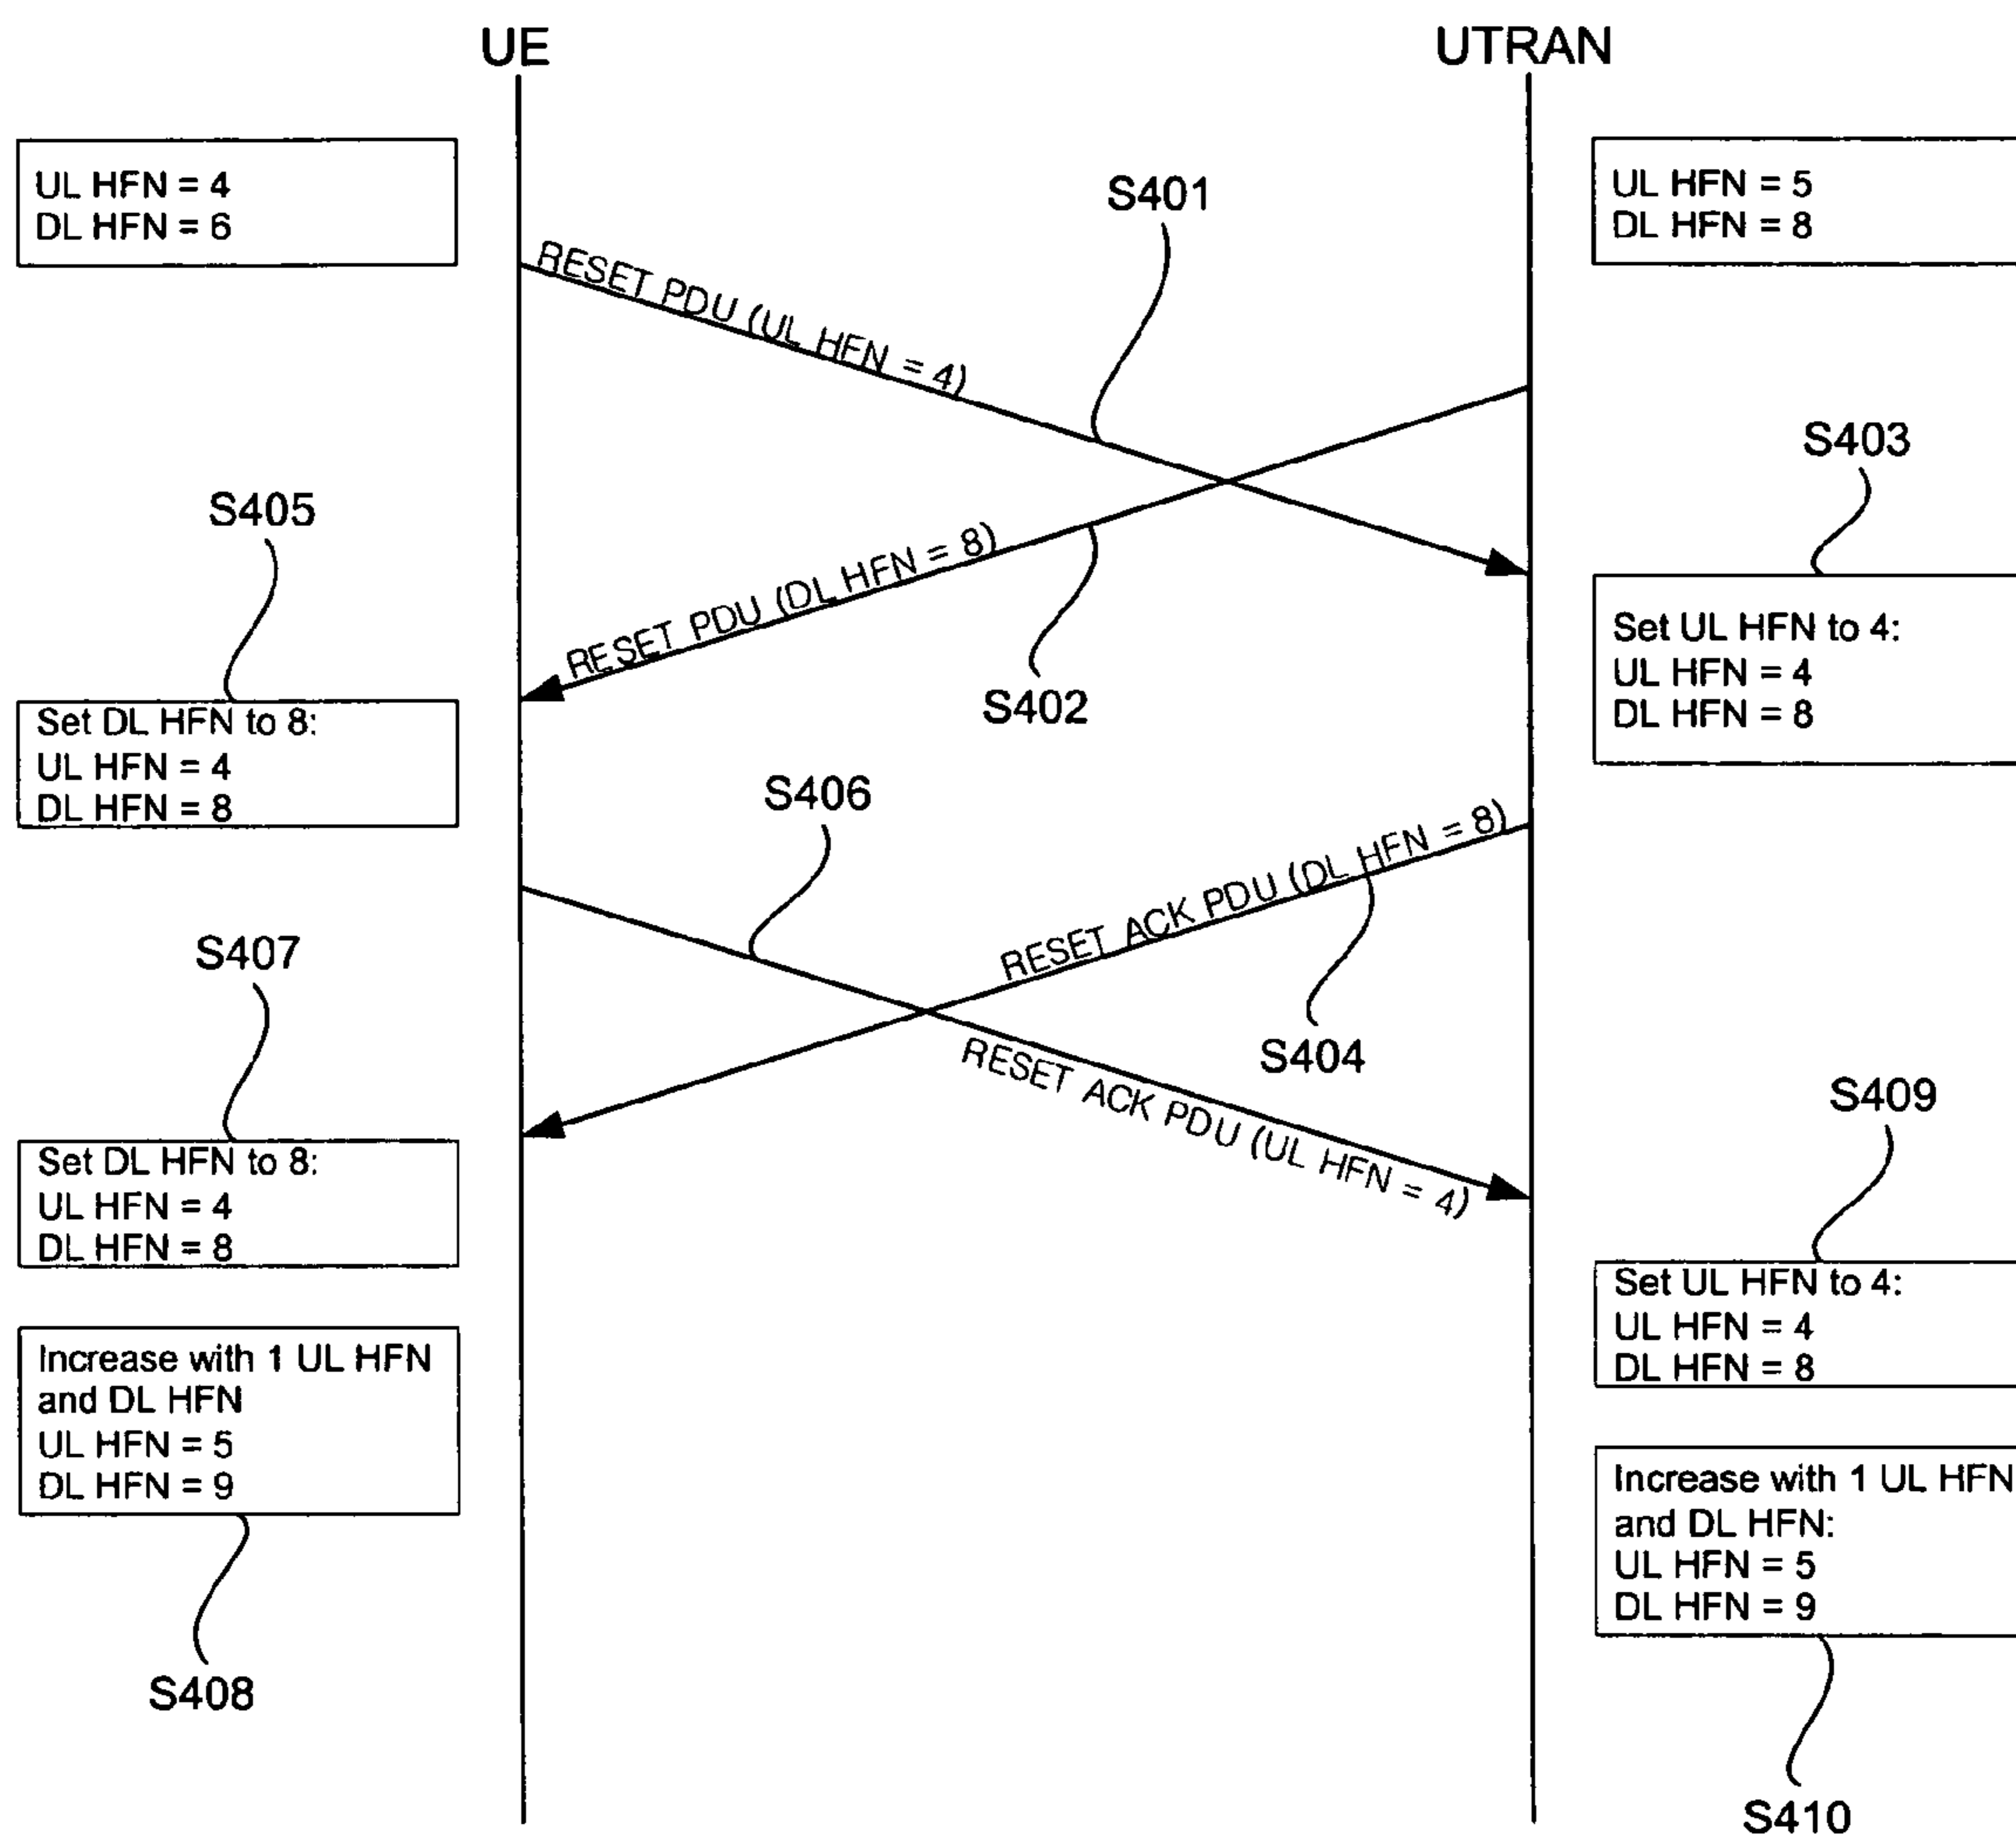 UE
UTRAN
UL HFN = 4
DL HFN = 6
UL HFN = 5
DL HFN = 8
S401
RESET PDU (UL HFN = 4)
S403
S405
RESET PDU (DL HFN = 8)
S402
Set UL HFN to 4:
UL HFN = 4
DL HFN = 8
Set DL HFN to 8:
UL HFN = 4
DL HFN = 8
S406
RESET ACK PDU (DL HFN = 8)
S407
S404
RESET ACK PDU (UL HFN = 4)
S409
Set DL HFN to 8:
UL HFN = 4
DL HFN = 8
Set UL HFN to 4:
UL HFN = 4
DL HFN = 8
Increase with 1 UL HFN
and DL HFN
UL HFN = 5
DL HFN = 9
Increase with 1 UL HFN
and DL HFN:
UL HFN = 5
DL HFN = 9
S408
S410